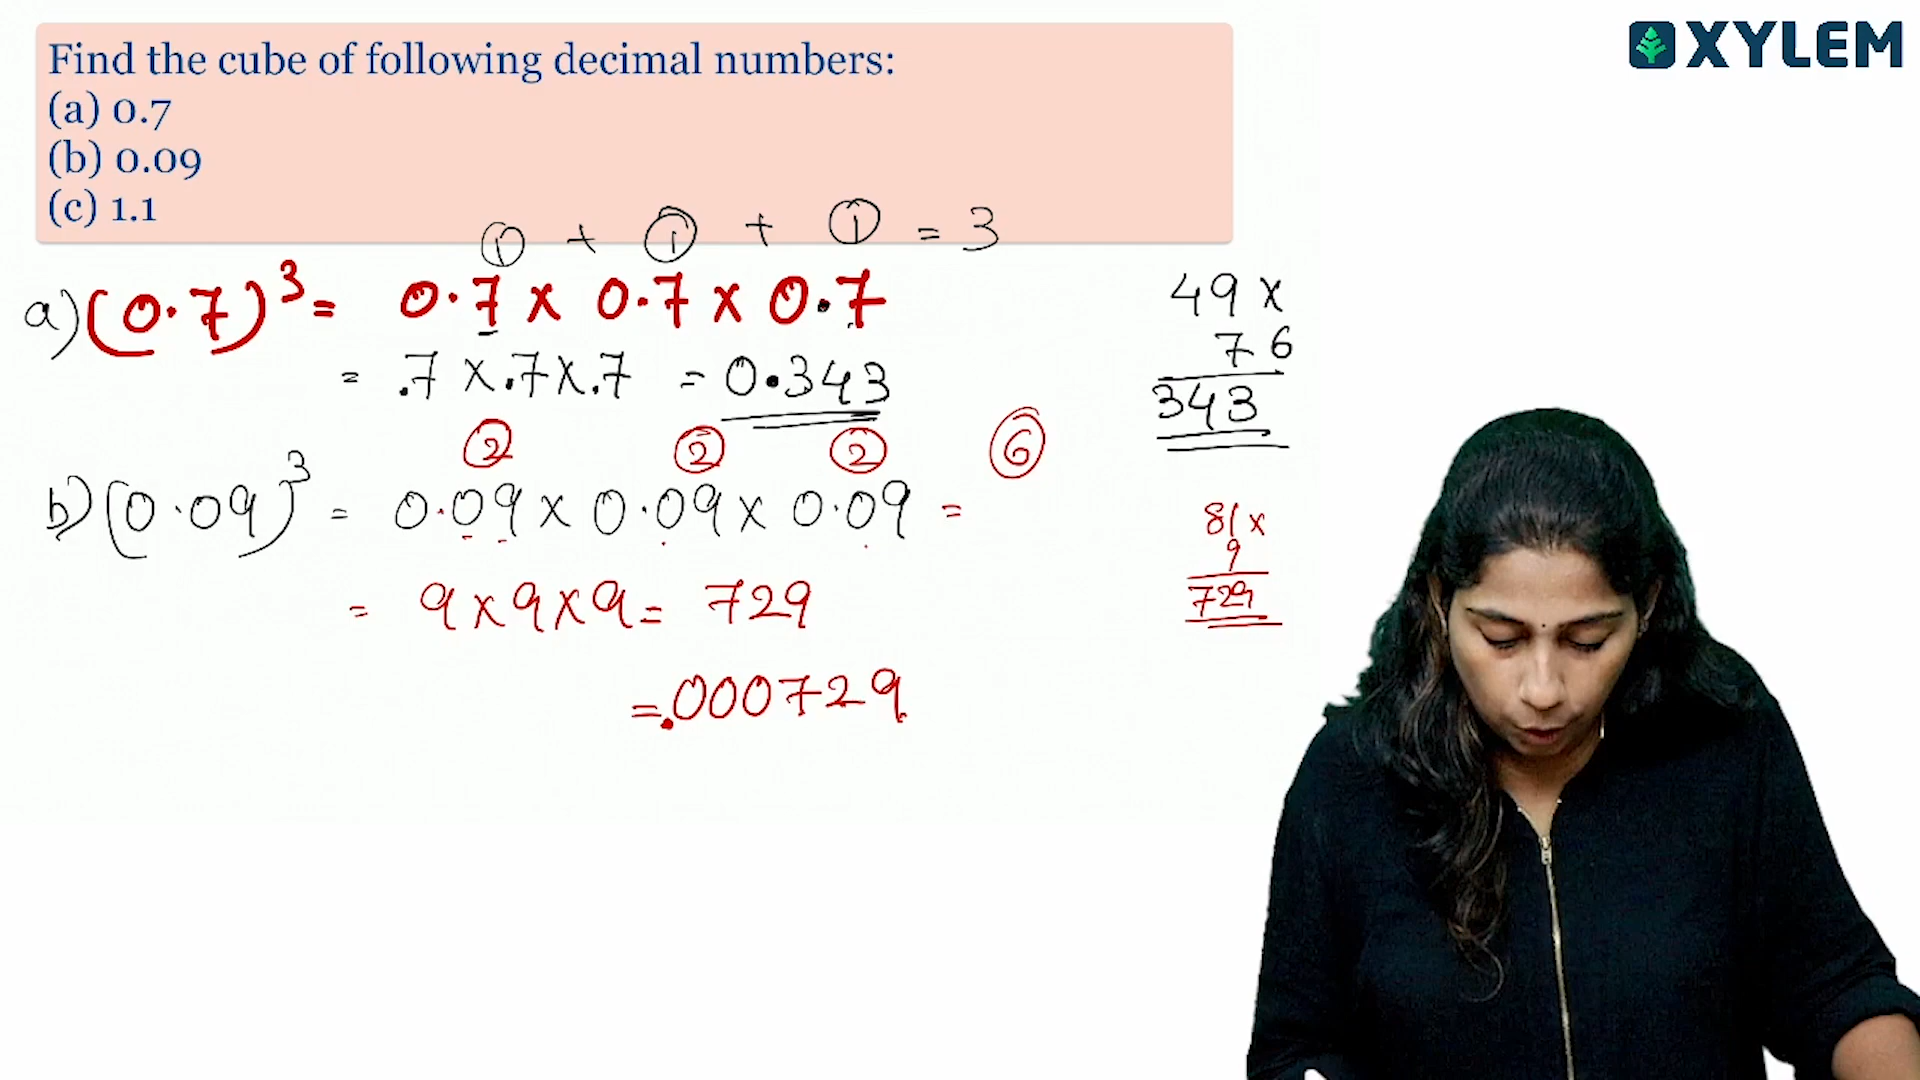 Find the cube of following decimal numbers:
(a) 0.7
(b) 0.09
(c) 1.1
XYLEM
1 + 1 + 1 = 3
a) (0.7)³ = 0.7 x 0.7 x 0.7
= .7 x .7 x .7 = 0.343
49 x
7 6
343
2 2 2 6
b) (0.09)³ = 0.09 x 0.09 x 0.09 =
81 x
9
729
= 9 x 9 x 9 = 729
= .000729